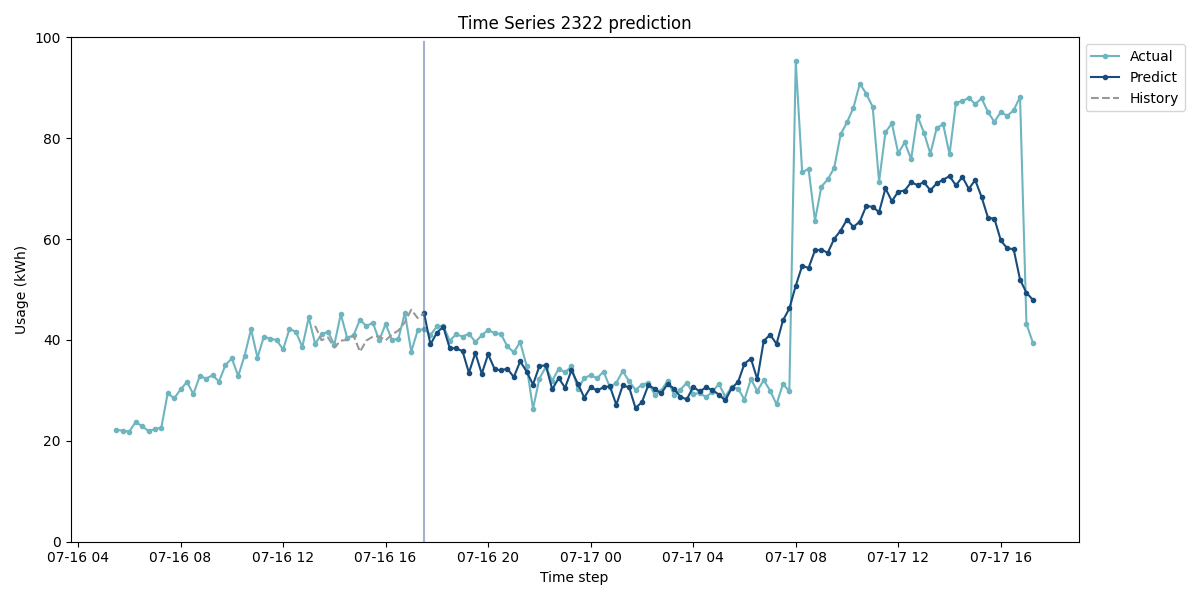 Time Series 2322 prediction
Usage (kWh)
100
80
60
40
20
0
07-16 04
07-16 08
07-16 12
07-16 16
07-16 20
07-17 00
07-17 04
07-17 08
07-17 12
07-17 16
Time step
Actual
Predict
History